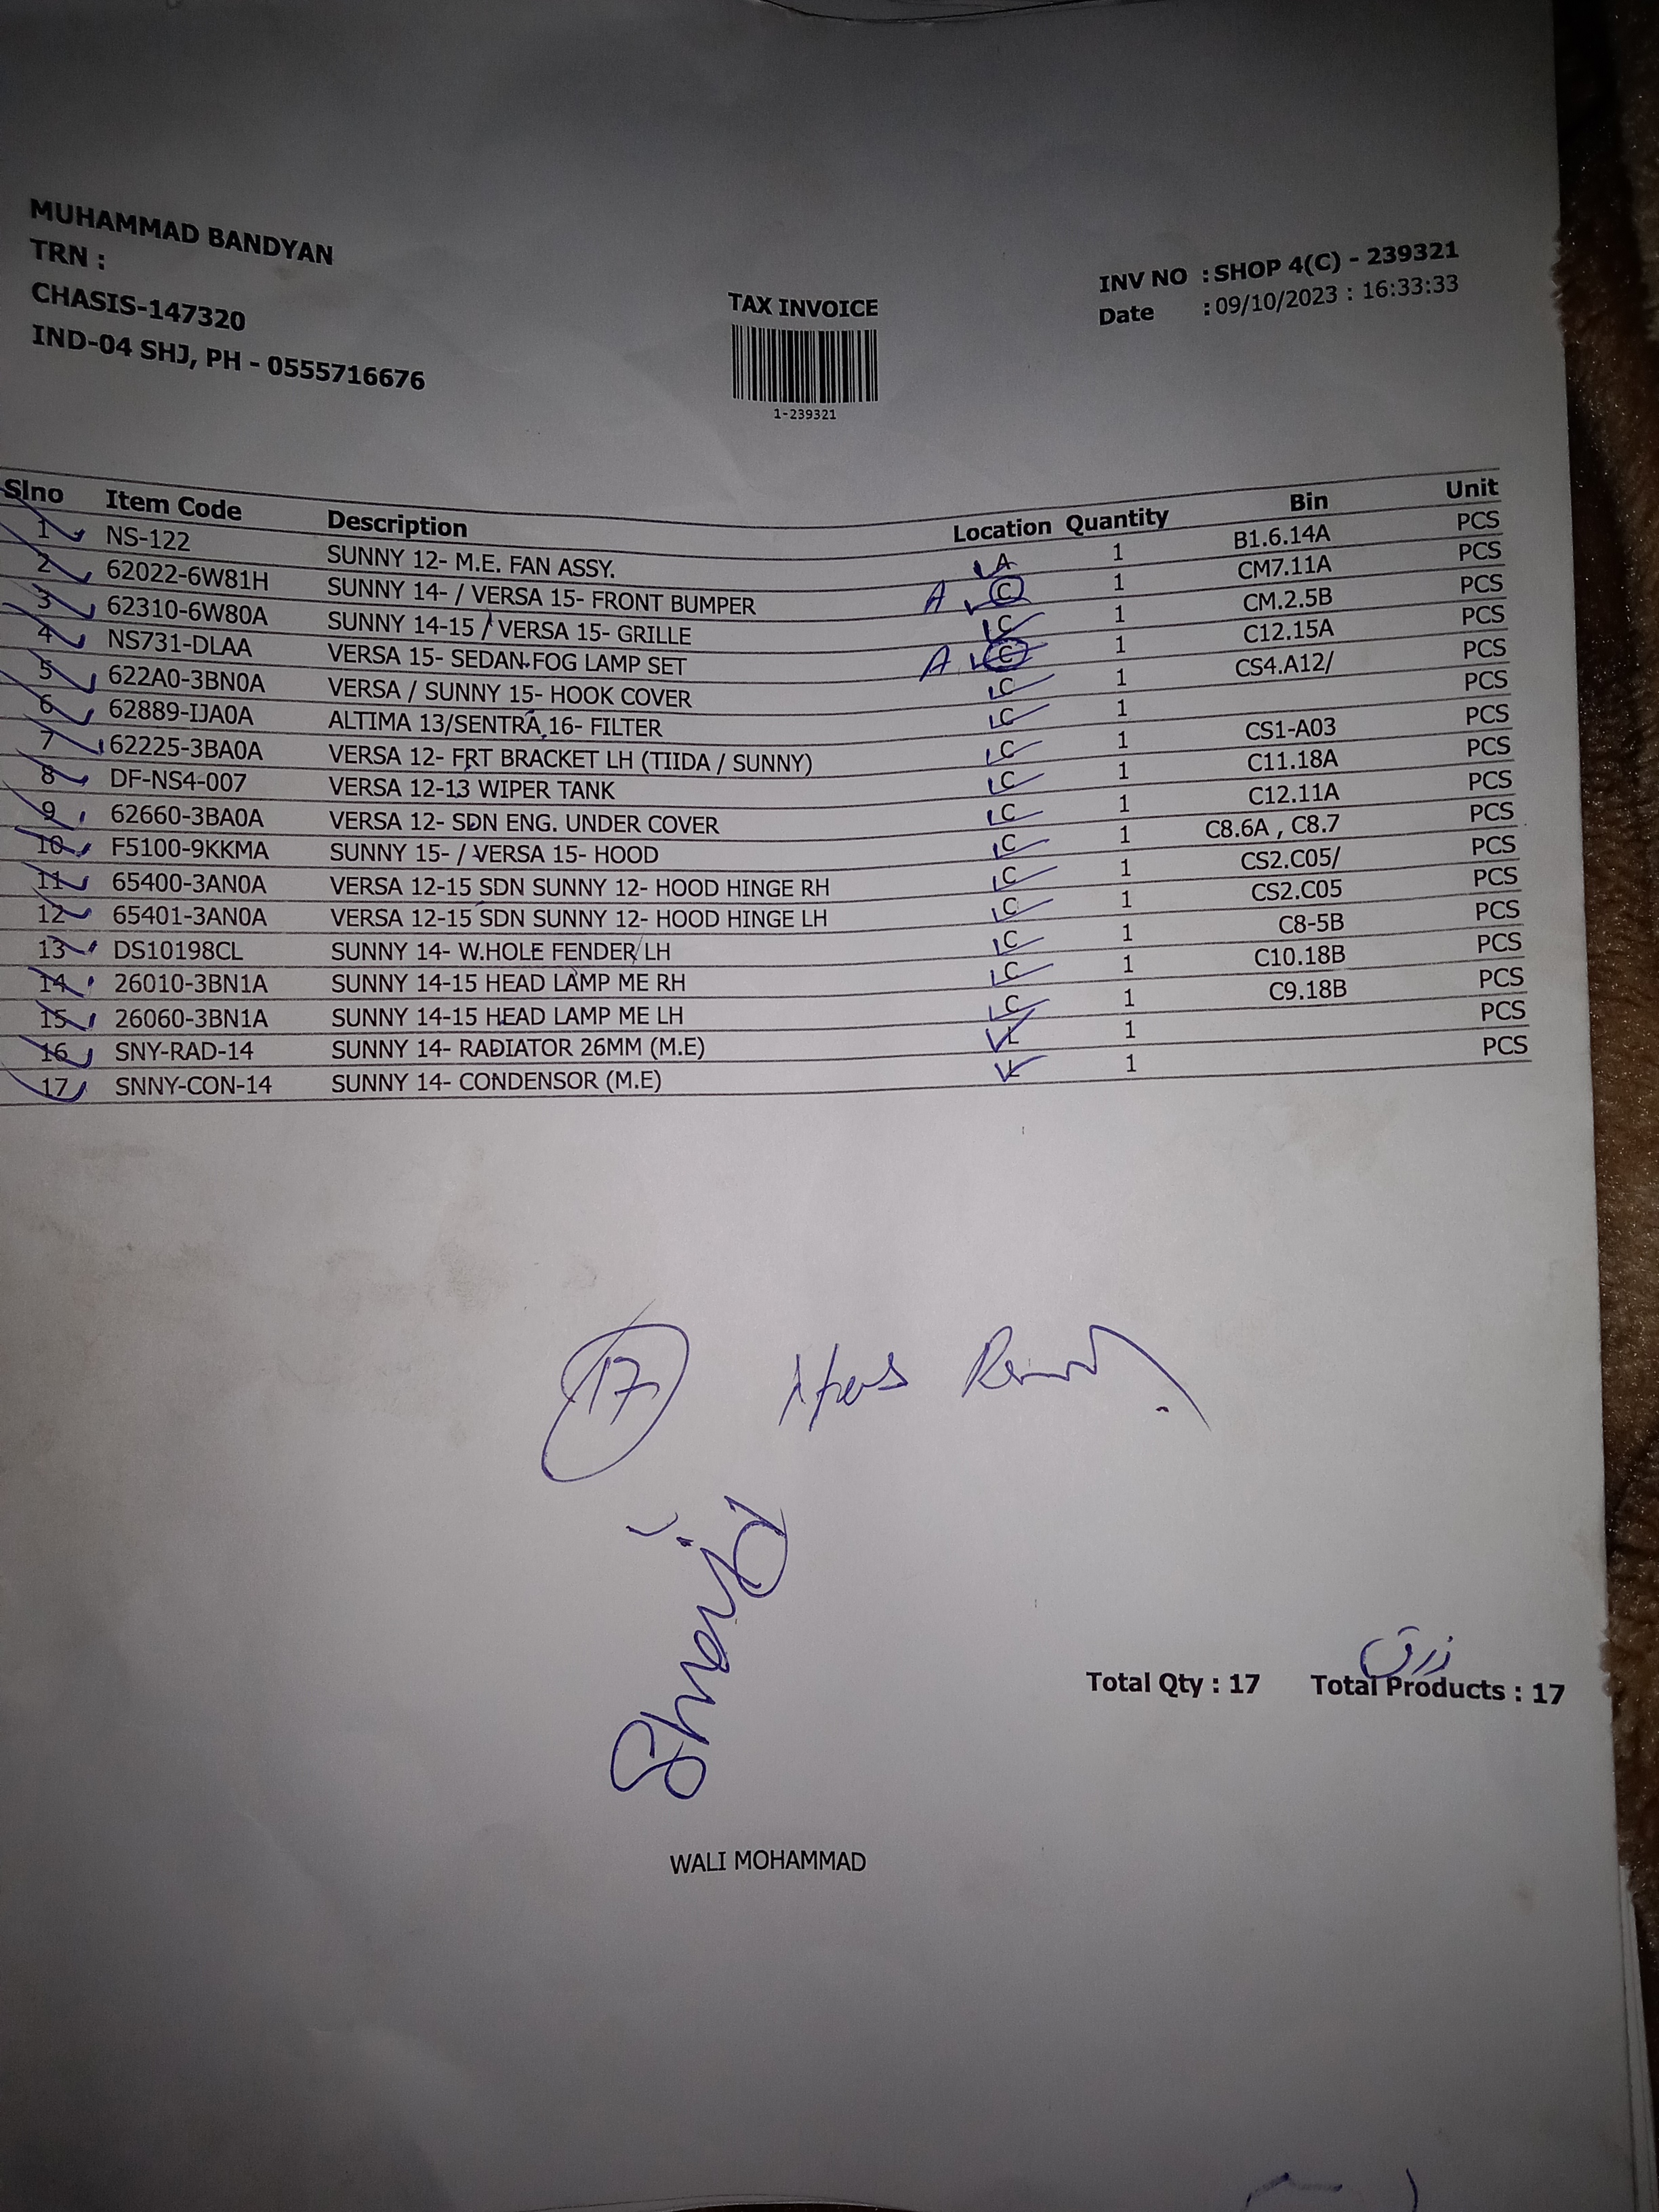 MUHAMMAD BANDYAN
TRN :
CHASIS-147320
IND-04 SHJ, PH - 0555716676
TAX INVOICE
1-239321
INV NO : SHOP 4(C) - 239321
Date : 09/10/2023 : 16:33:33
Slno Item Code Description Location Quantity Bin Unit
1 NS-122 SUNNY 12- M.E. FAN ASSY. A 1 B1.6.14A PCS
2 62022-6W81H SUNNY 14- / VERSA 15- FRONT BUMPER A C 1 CM7.11A PCS
3 62310-6W80A SUNNY 14-15 / VERSA 15- GRILLE C 1 CM.2.5B PCS
4 NS731-DLAA VERSA 15- SEDAN FOG LAMP SET A C 1 C12.15A PCS
5 622A0-3BN0A VERSA / SUNNY 15- HOOK COVER C 1 CS4.A12/ PCS
6 62889-IJA0A ALTIMA 13/SENTRA 16- FILTER C 1 PCS
7 62225-3BA0A VERSA 12- FRT BRACKET LH (TIIDA / SUNNY) C 1 CS1-A03 PCS
8 DF-NS4-007 VERSA 12-13 WIPER TANK C 1 C11.18A PCS
9 62660-3BA0A VERSA 12- SDN ENG. UNDER COVER C 1 C12.11A PCS
10 F5100-9KKMA SUNNY 15- / VERSA 15- HOOD C 1 C8.6A , C8.7 PCS
11 65400-3AN0A VERSA 12-15 SDN SUNNY 12- HOOD HINGE RH C 1 CS2.C05/ PCS
12 65401-3AN0A VERSA 12-15 SDN SUNNY 12- HOOD HINGE LH C 1 CS2.C05 PCS
13 DS10198CL SUNNY 14- W.HOLE FENDER LH C 1 C8-5B PCS
14 26010-3BN1A SUNNY 14-15 HEAD LAMP ME RH C 1 C10.18B PCS
15 26060-3BN1A SUNNY 14-15 HEAD LAMP ME LH C 1 C9.18B PCS
16 SNY-RAD-14 SUNNY 14- RADIATOR 26MM (M.E) L 1 PCS
17 SNNY-CON-14 SUNNY 14- CONDENSOR (M.E) L 1 PCS
17
زرق
Total Qty : 17 Total Products : 17
WALI MOHAMMAD